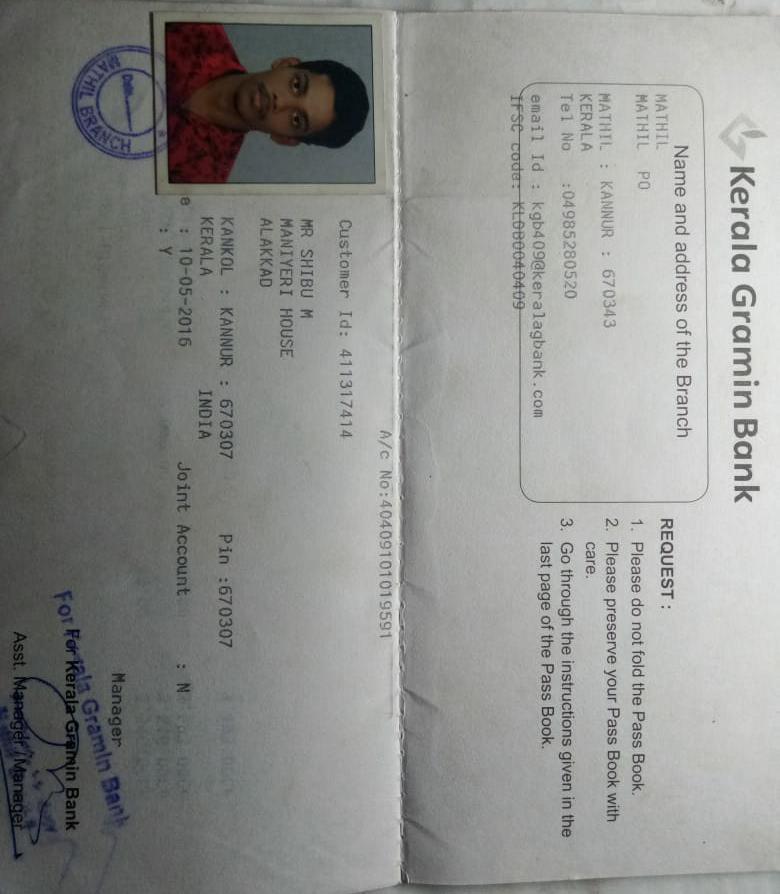 Kerala Gramin Bank
Name and address of the Branch
MATHIL
MATHIL PO
MATHIL : KANNUR : 670343
KERALA
Tel No :04985280520
email Id : kgb409@keralagbank.com
IFSC code: KLGB0040409
REQUEST :
1. Please do not fold the Pass Book.
2. Please preserve your Pass Book with
care.
3. Go through the instructions given in the
last page of the Pass Book.
A/c No:40409101019591
Customer Id: 411317414
MR SHIBU M
MANIYERI HOUSE
ALAKKAD
KANKOL : KANNUR : 670307 Pin :670307
KERALA INDIA
e : 10-05-2016 Joint Account : N
: Y
Manager
For Kerala Gramin Bank
For Kerala Gramin Bank
Asst. Manager/Manager
MATHIL BRANCH
Date